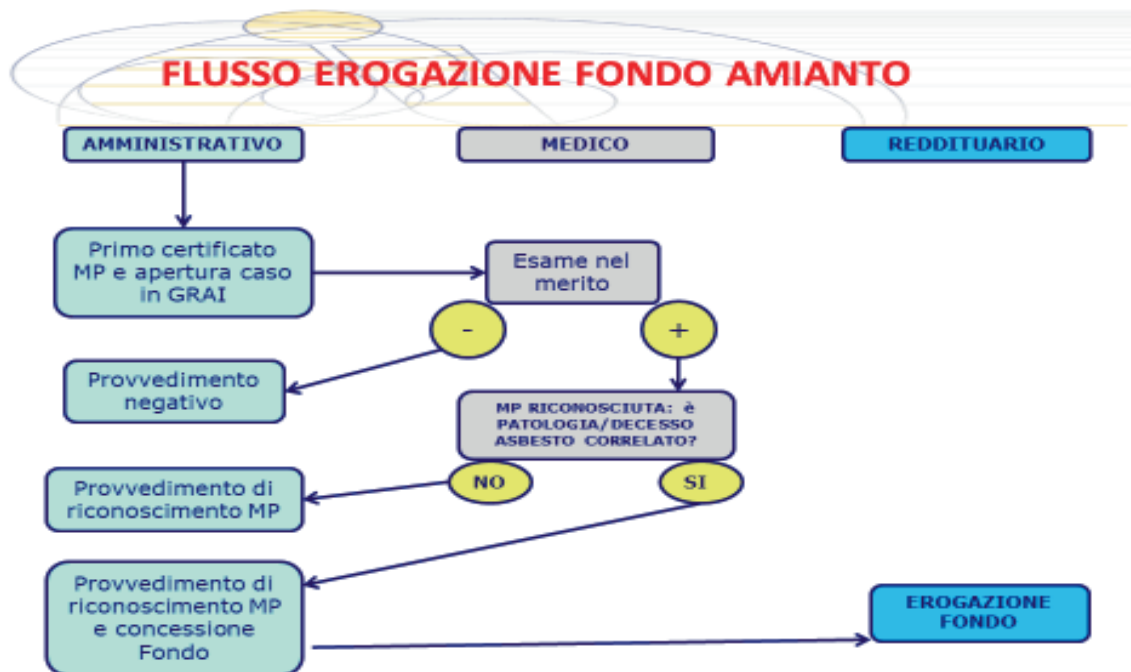 FLUSSO EROGAZIONE FONDO AMIANTO
AMMINISTRATIVO
MEDICO
REDDITUARIO
Primo certificato
MP e apertura caso
in GRAI
Esame nel
merito
-
+
Provvedimento
negativo
MP RICONOSCIUTA: è
PATOLOGIA/DECESSO
ASBESTO CORRELATO?
NO
SI
Provvedimento di
riconoscimento MP
Provvedimento di
riconoscimento MP
e concessione
Fondo
EROGAZIONE
FONDO